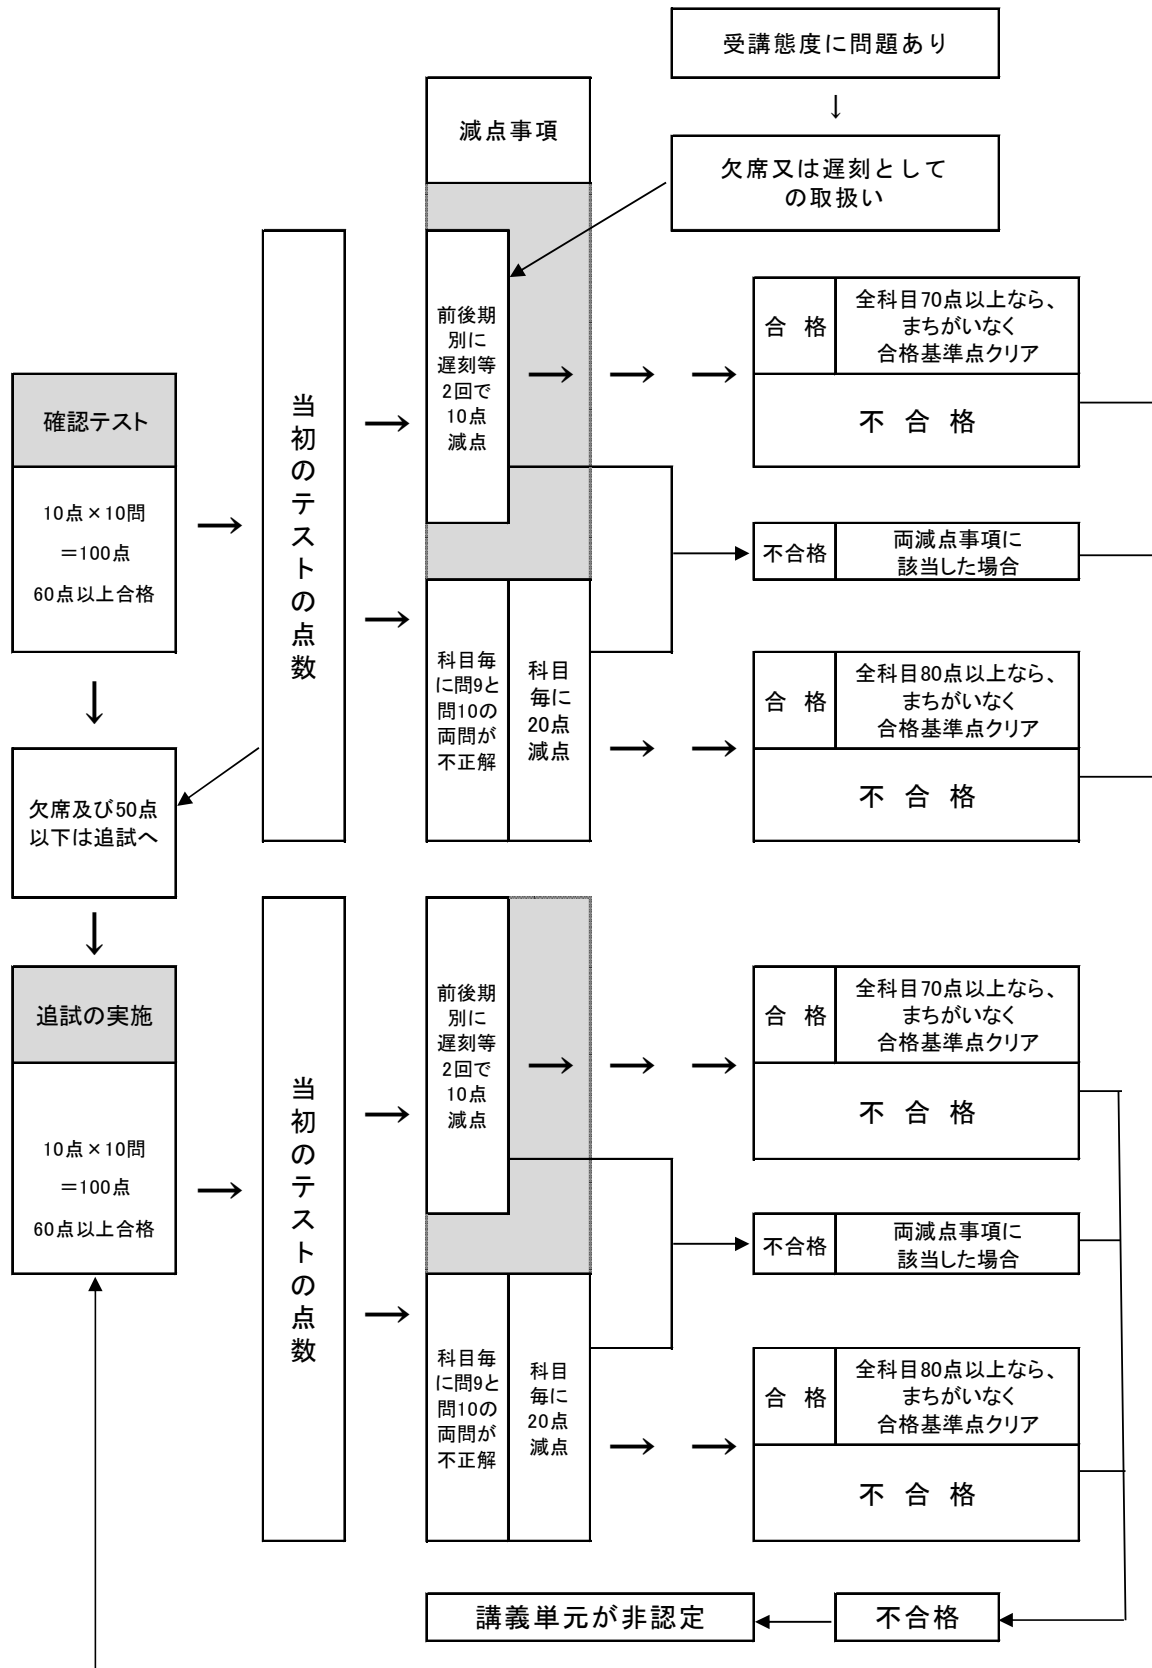 受講態度に問題あり
↓
減点事項
欠席又は遅刻として
の取扱い
確認テスト
10点×10問
＝100点
60点以上合格
→
当初のテストの点数
→
前後期
別に
遅刻等
2回で
10点
減点
→ → →
合 格
全科目70点以上なら、
まちがいなく
合格基準点クリア
不 合 格
不合格
両減点事項に
該当した場合
→
科目毎
に問9と
問10の
両問が
不正解
科目
毎に
20点
減点
→ →
合 格
全科目80点以上なら、
まちがいなく
合格基準点クリア
不 合 格
↓
欠席及び50点
以下は追試へ
↓
追試の実施
10点×10問
＝100点
60点以上合格
→
当初のテストの点数
→
前後期
別に
遅刻等
2回で
10点
減点
→ → →
合 格
全科目70点以上なら、
まちがいなく
合格基準点クリア
不 合 格
不合格
両減点事項に
該当した場合
→
科目毎
に問9と
問10の
両問が
不正解
科目
毎に
20点
減点
→ →
合 格
全科目80点以上なら、
まちがいなく
合格基準点クリア
不 合 格
講義単元が非認定
不合格